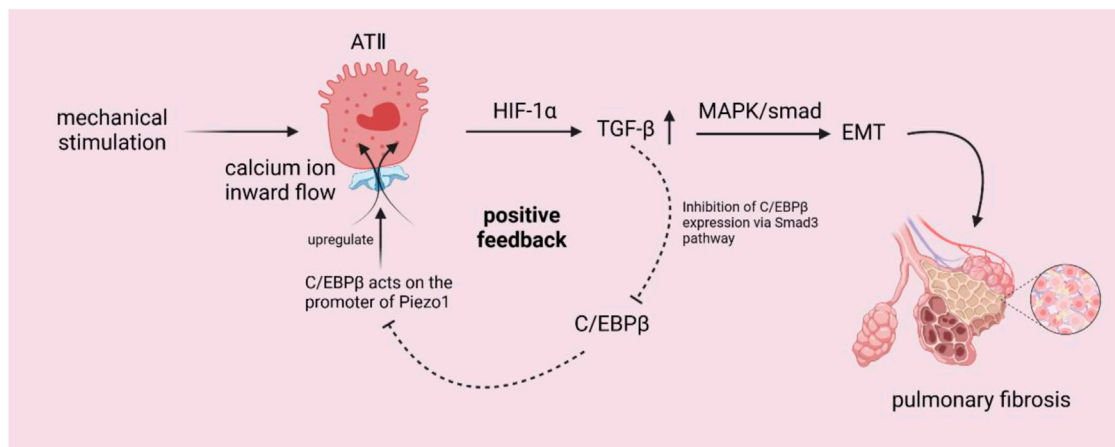 ATⅡ
mechanical
stimulation
calcium ion
inward flow
HIF-1α
TGF-β
MAPK/smad
EMT
upregulate
positive
feedback
Inhibition of C/EBPβ
expression via Smad3
pathway
C/EBPβ acts on the
promoter of Piezo1
C/EBPβ
pulmonary fibrosis